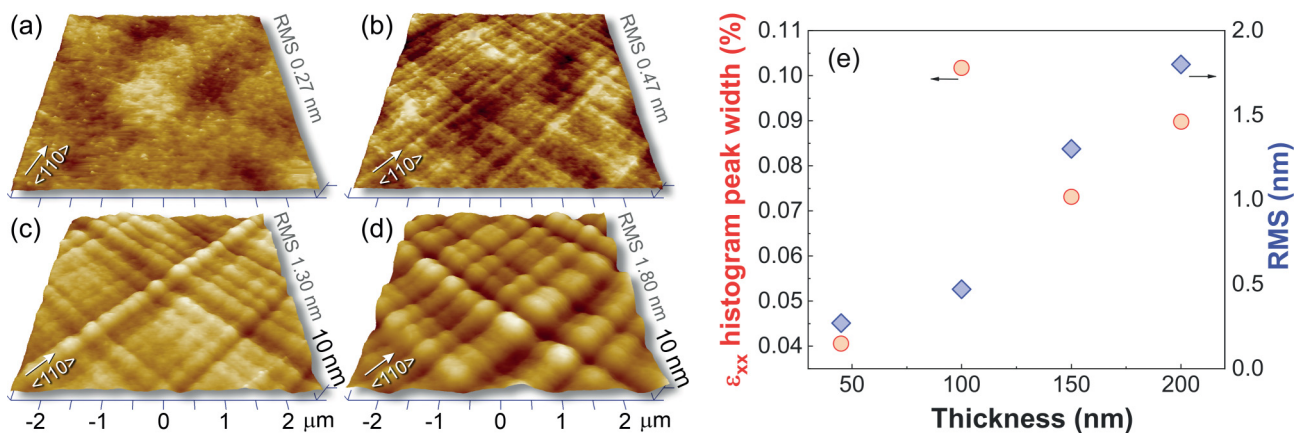 (a)
RMS 0.27 nm
<110>
(b)
RMS 0.47 nm
<110>
(c)
RMS 1.30 nm
10 nm
<110>
-2 -1 0 1 2 μm
(d)
RMS 1.80 nm
10 nm
<110>
-2 -1 0 1 2 μm
(e)
εxx histogram peak width (%)
0.11
0.10
0.09
0.08
0.07
0.06
0.05
0.04
2.0
1.5
1.0
0.5
0.0
RMS (nm)
50 100 150 200
Thickness (nm)